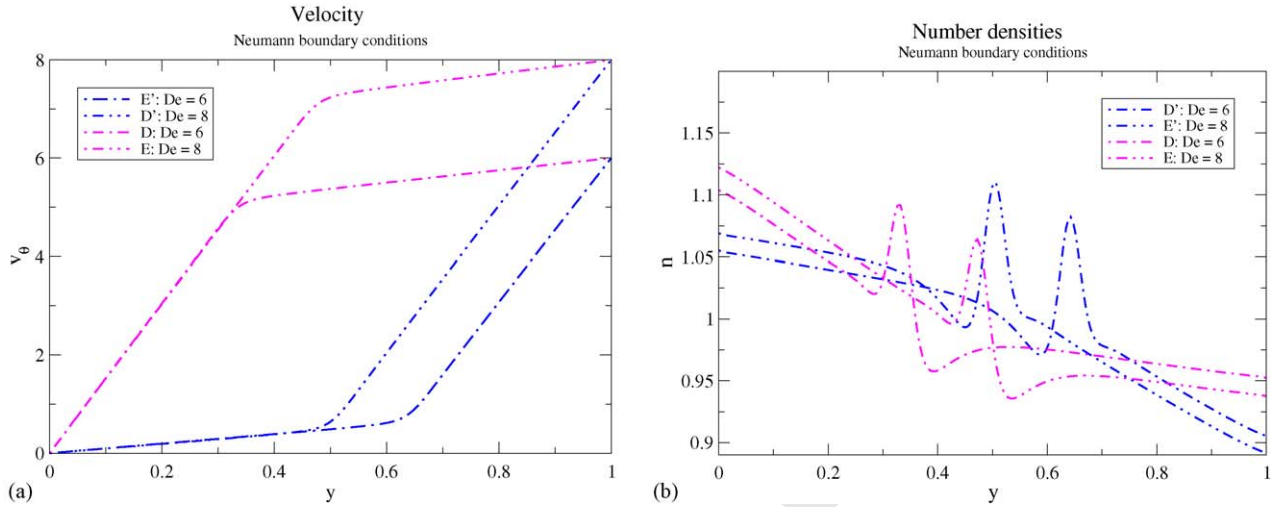 Velocity
Neumann boundary conditions
8
6
4
2
0
v_θ
E': De = 6
D': De = 8
D: De = 6
E: De = 8
0
0.2
0.4
0.6
0.8
1
y
(a)
Number densities
Neumann boundary conditions
1.15
1.1
1.05
1
0.95
0.9
n
D': De = 6
E': De = 8
D: De = 6
E: De = 8
0
0.2
0.4
0.6
0.8
1
y
(b)